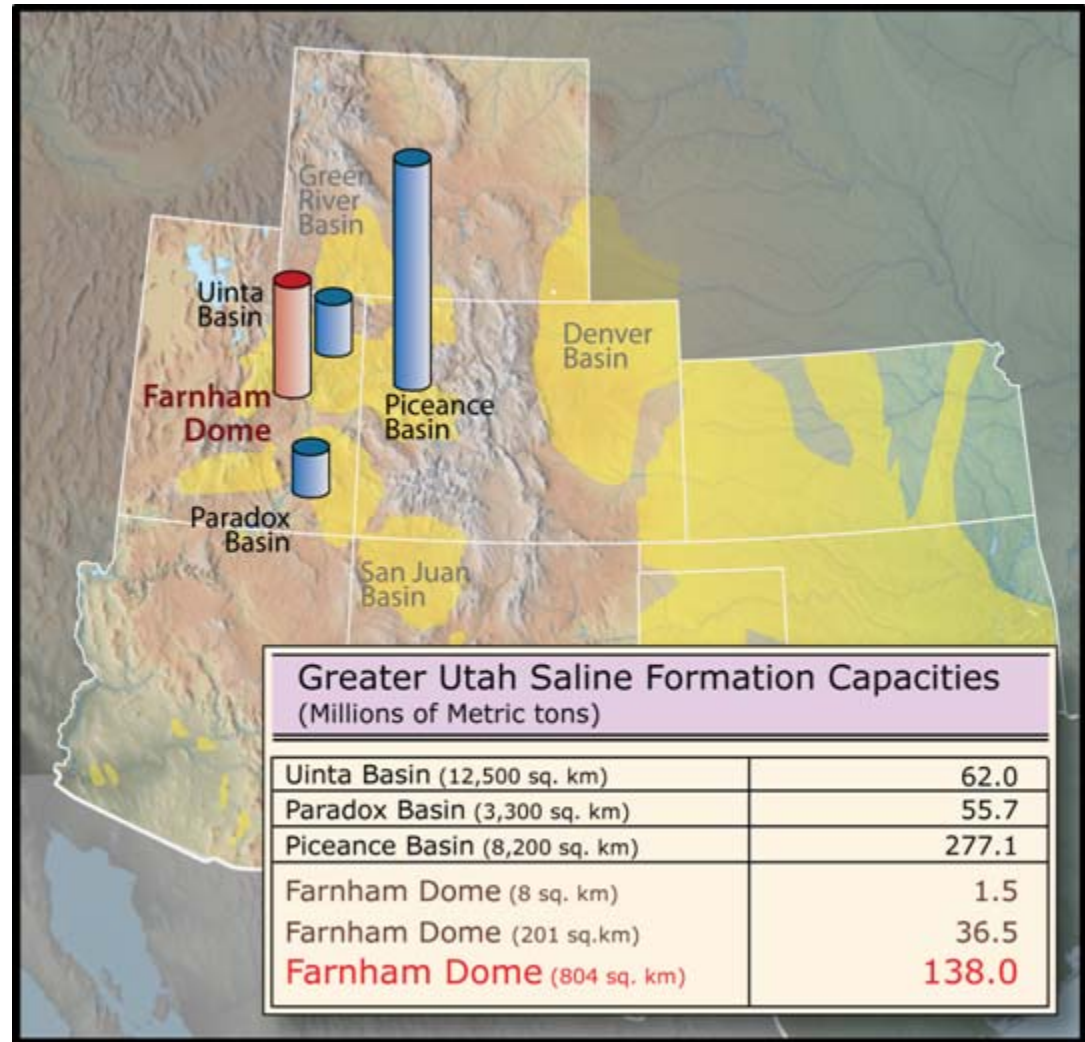 Green
River
Basin
Uinta
Basin
Denver
Basin
Farnham
Dome
Piceance
Basin
Paradox
Basin
San Juan
Basin
Greater Utah Saline Formation Capacities
(Millions of Metric tons)
Uinta Basin (12,500 sq. km) 62.0
Paradox Basin (3,300 sq. km) 55.7
Piceance Basin (8,200 sq. km) 277.1
Farnham Dome (8 sq. km) 1.5
Farnham Dome (201 sq.km) 36.5
Farnham Dome (804 sq. km) 138.0